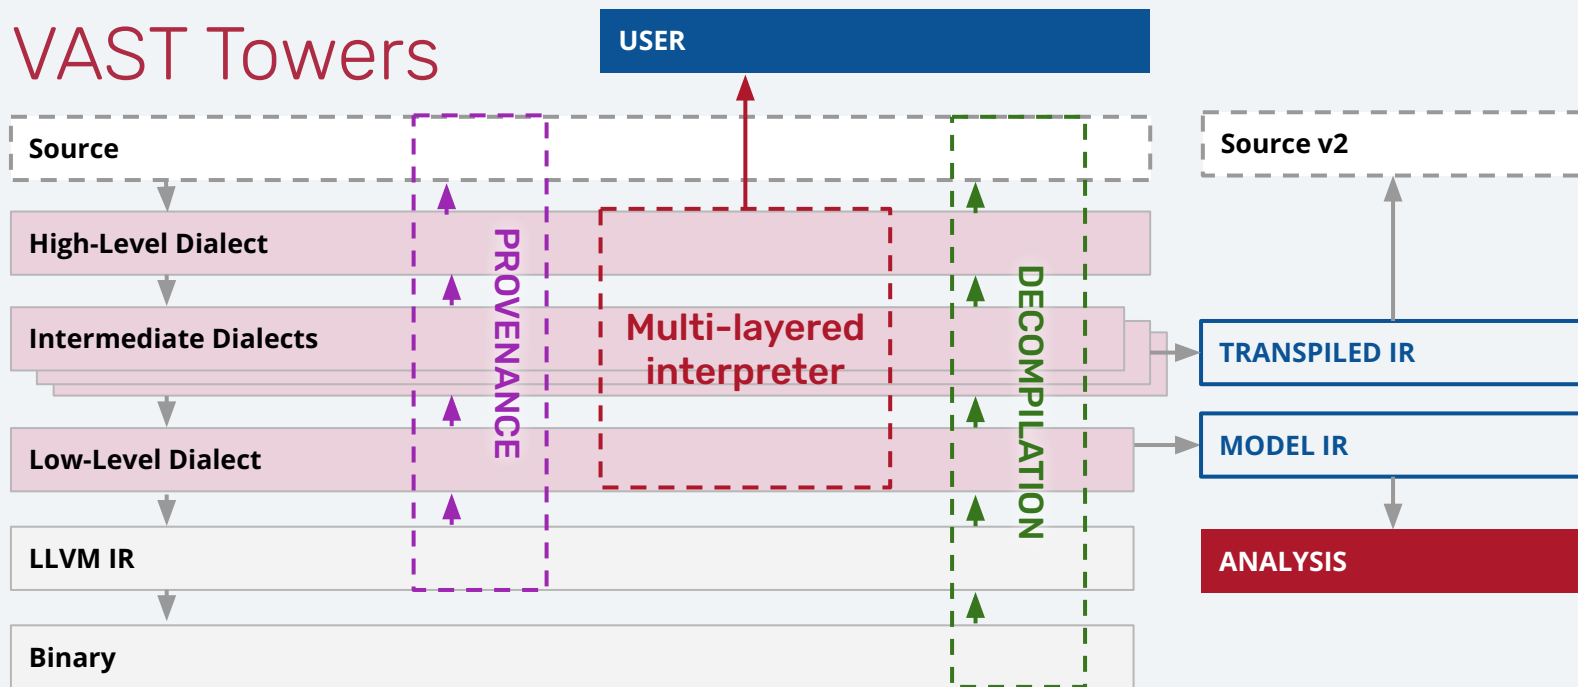 VAST Towers
USER
Source
Source v2
High-Level Dialect
PROVENANCE
Multi-layered
interpreter
DECOMPILATION
Intermediate Dialects
TRANSPILED IR
Low-Level Dialect
MODEL IR
LLVM IR
ANALYSIS
Binary